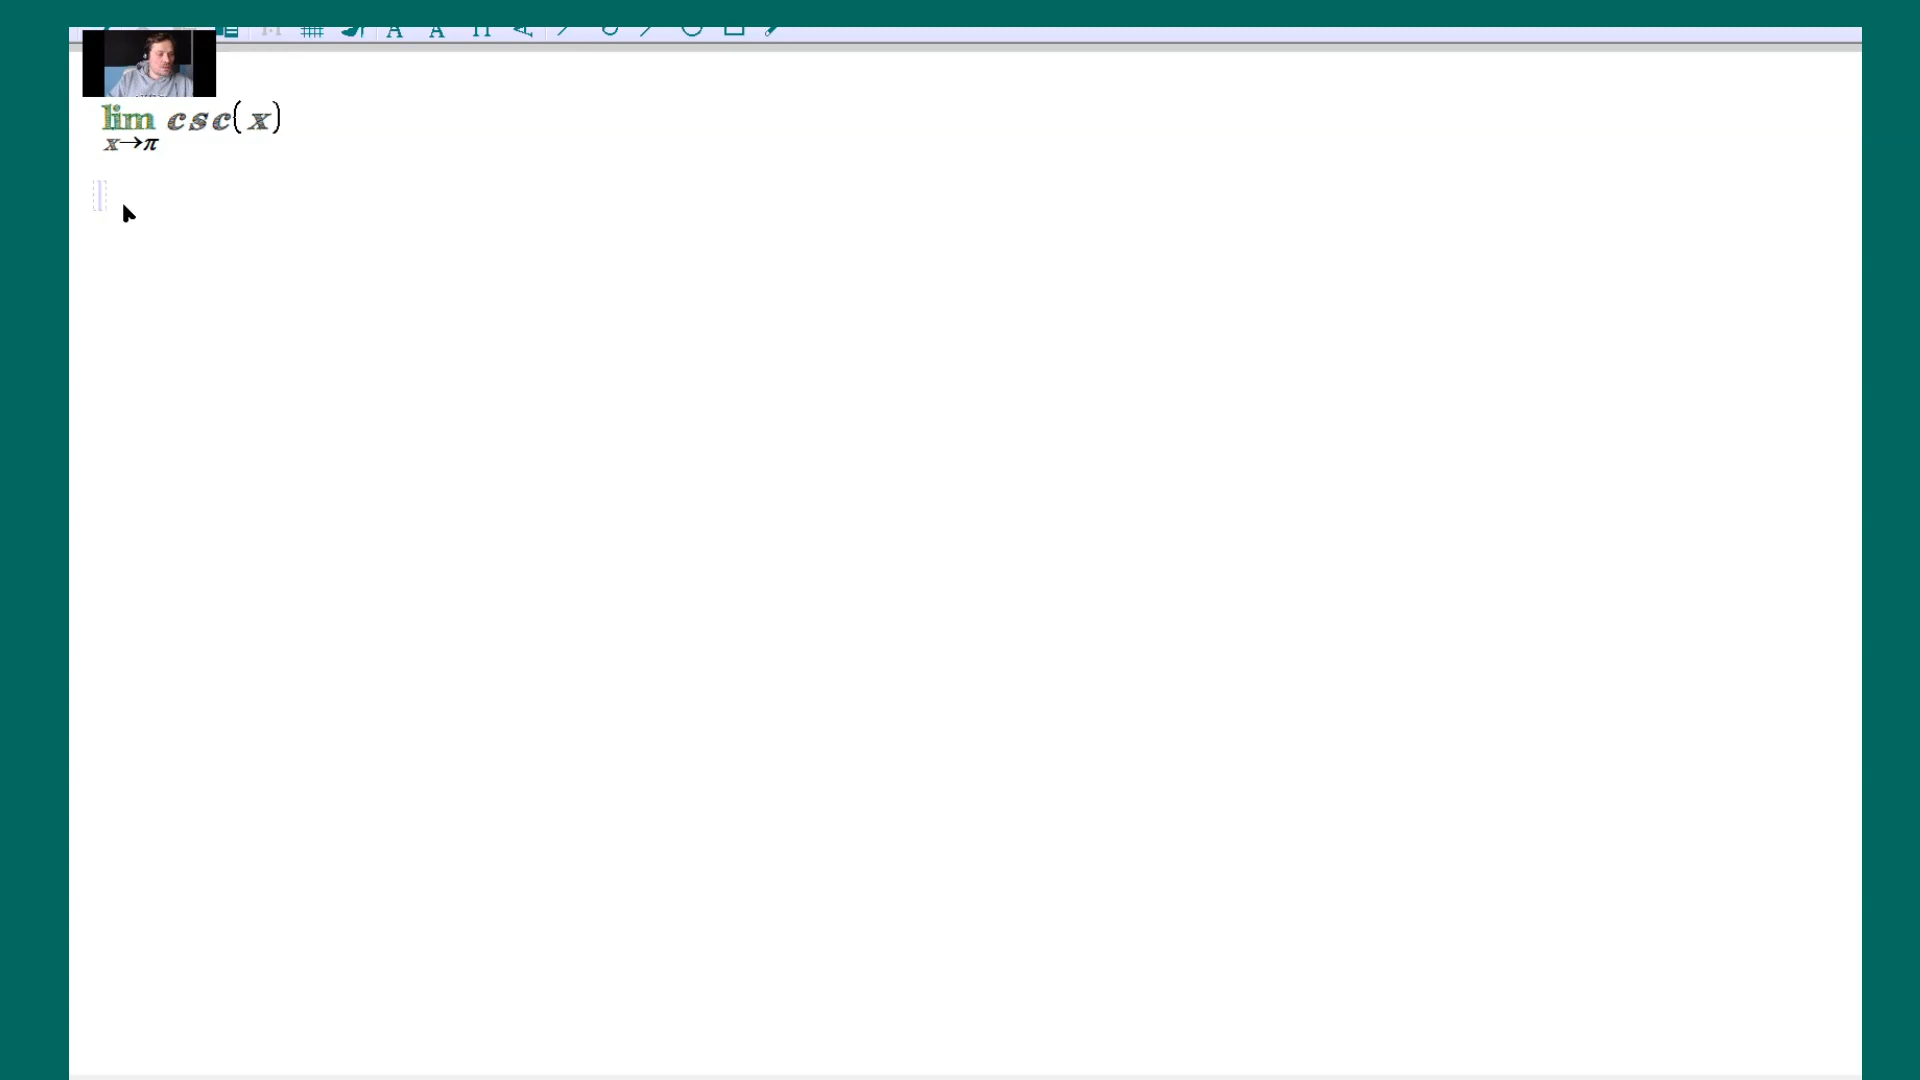 lim csc(x)
x→π